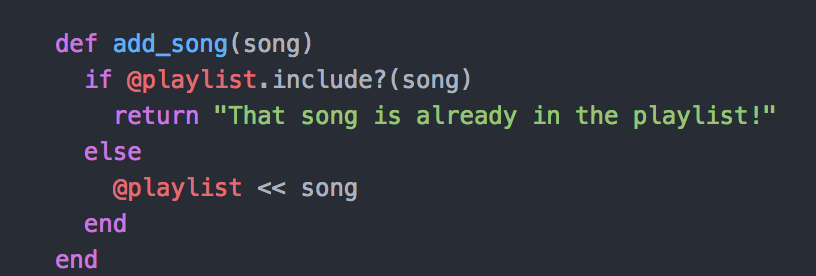 def add_song(song)
if @playlist.include?(song)
return "That song is already in the playlist!"
else
@playlist << song
end
end